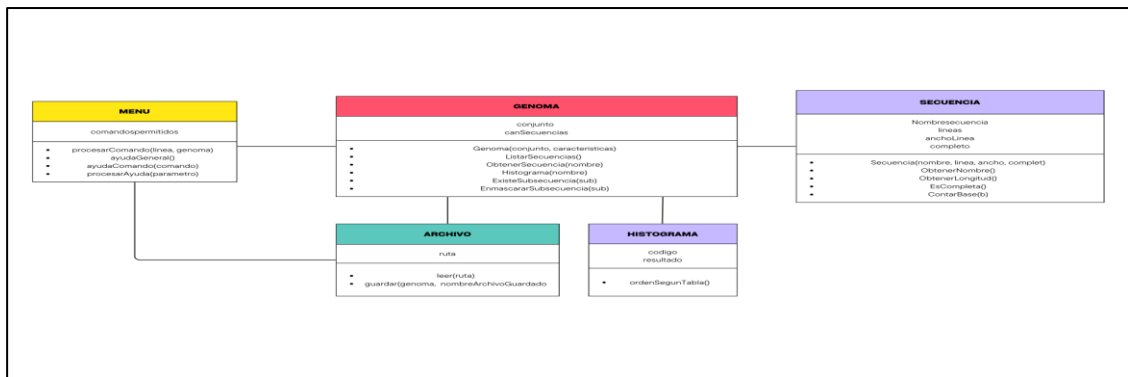 MENU
comandospermitidos
procesarComando(linea, genoma)
ayudaGeneral()
ayudaComando(comando)
procesarAyuda(parametro)
GENOMA
conjunto
canSecuencias
Genoma(conjunto, características)
ListarSecuencias()
ObtenerSecuencia(nombre)
Histograma(nombre)
ExisteSubsecuencia(sub)
EnmascararSubsecuencia(sub)
SECUENCIA
Nombresecuencia
lineas
anchoLinea
completo
Secuencia(nombre, linea, ancho, complet)
ObtenerNombre()
ObtenerLongitud()
EsCompleta()
ContarBase(b)
ARCHIVO
ruta
leer(ruta)
guardar(genoma, nombreArchivoGuardado
HISTOGRAMA
codigo
resultado
ordenSegunTabla()